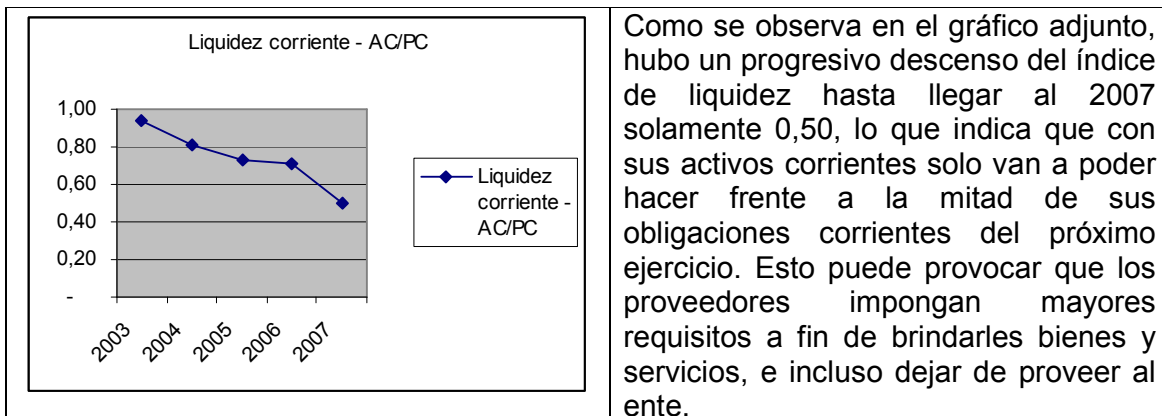 Liquidez corriente - AC/PC
1,00
0,80
0,60
0,40
0,20
-
2003
2004
2005
2006
2007
Liquidez
corriente -
AC/PC
Como se observa en el gráfico adjunto,
hubo un progresivo descenso del índice
de liquidez hasta llegar al 2007
solamente 0,50, lo que indica que con
sus activos corrientes solo van a poder
hacer frente a la mitad de sus
obligaciones corrientes del próximo
ejercicio. Esto puede provocar que los
proveedores impongan mayores
requisitos a fin de brindarles bienes y
servicios, e incluso dejar de proveer al
ente.